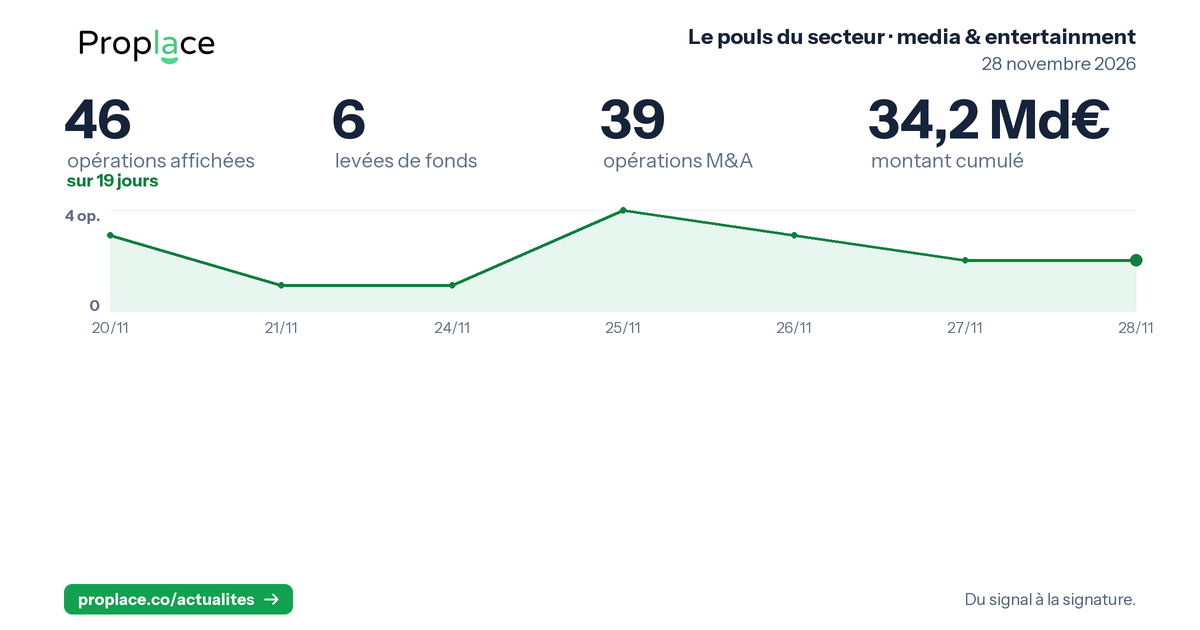 Proplace
Le pouls du secteur · media & entertainment
28 novembre 2026
46
opérations affichées
sur 19 jours
6
levées de fonds
39
opérations M&A
34,2 Md€
montant cumulé
4 op.
0
20/11
21/11
24/11
25/11
26/11
27/11
28/11
proplace.co/actualites →
Du signal à la signature.